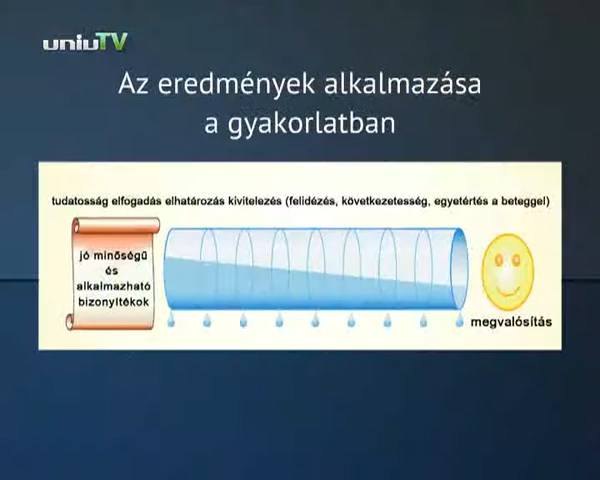 uniuTV
Az eredmények alkalmazása
a gyakorlatban
tudatosság elfogadás elhatározás kivitelezés (felidézés, következetesség, egyetértés a beteggel)
jó minőségű
és
alkalmazható
bizonyítékok
megvalósítás